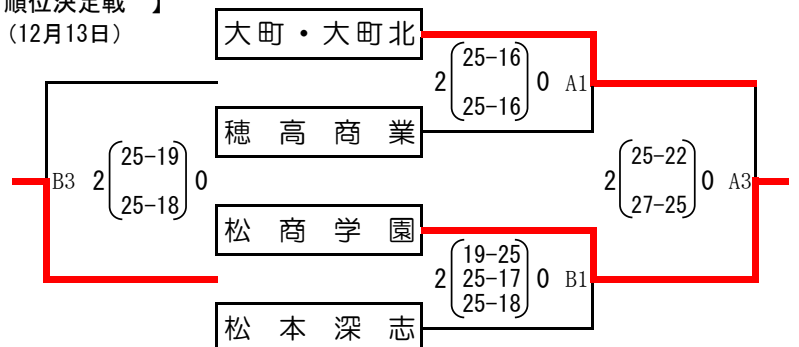 順位決定戦 】
(12月13日)
大町・大町北
2 25-16 0 A1
25-16
穂高商業
B3 2 25-19 0
25-18
2 25-22 0 A3
27-25
松商学園
19-25
2 25-17 0 B1
25-18
松本深志